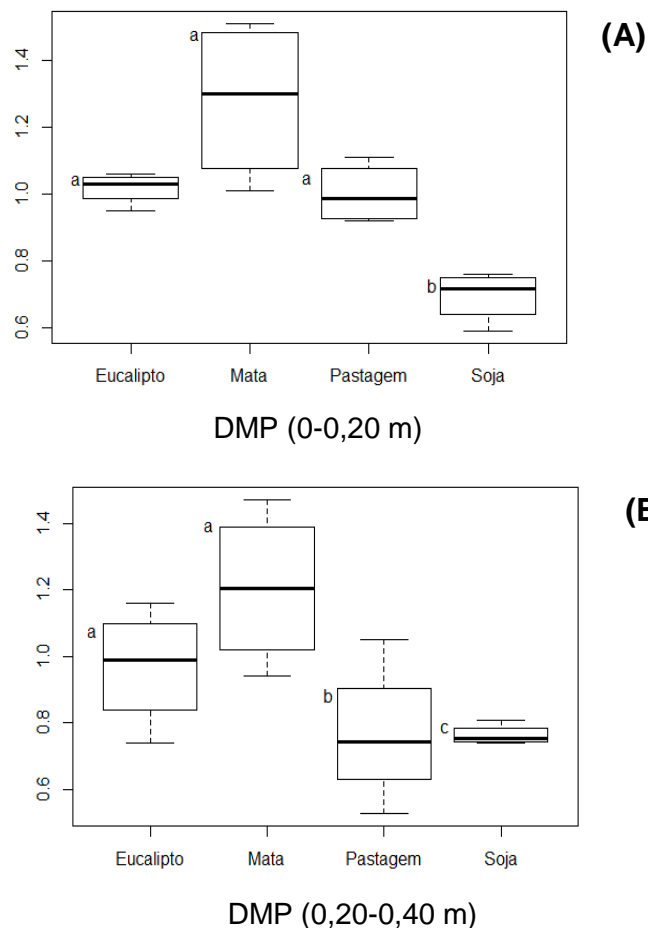 (A)
a
1.4
1.2
a
a
1.0
0.8
b
0.6
Eucalipto Mata Pastagem Soja
DMP (0-0,20 m)
(B
1.4
a
1.2
a
1.0
b
0.8
c
0.6
Eucalipto Mata Pastagem Soja
DMP (0,20-0,40 m)